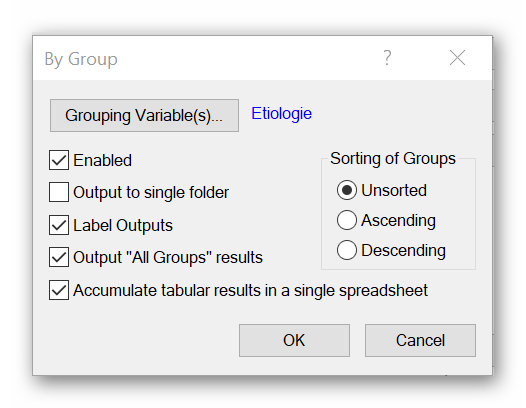 By Group ?
Grouping Variable(s)... Etiologie
Enabled
Output to single folder
Label Outputs
Output "All Groups" results
Accumulate tabular results in a single spreadsheet
Sorting of Groups
Unsorted
Ascending
Descending
OK Cancel